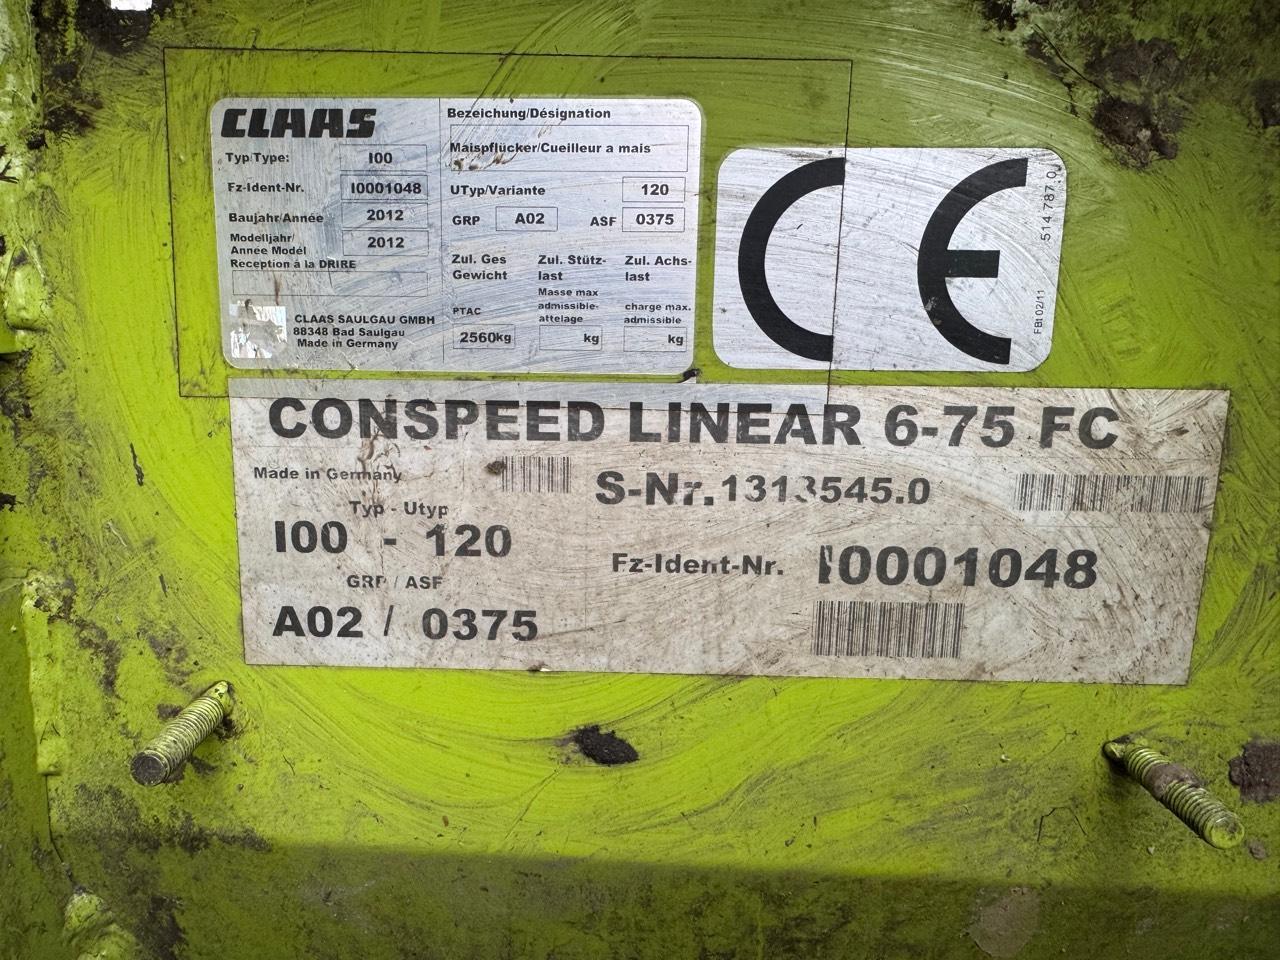 CLAAS
Typ/Type: I00
Fz-Ident-Nr. I0001048
Baujahr/Année 2012
Modelljahr/
Année Modél 2012
Reception á la DRIRE
CLAAS SAULGAU GMBH
88348 Bad Saulgau
Made in Germany
Bezeichung/Désignation
Maispflücker/Cueilleur a mais
UTyp/Variante 120
GRP A02 ASF 0375
Zul. Ges Gewicht
Zul. Stütz-last
Zul. Achs-last
PTAC
Masse max admissible-attelage
charge max. admissible
2560kg kg kg
CE
514.787.0
FBI 02/11
CONSPEED LINEAR 6-75 FC
Made in Germany
S-Nr. 1313545.0
Typ - Utyp
I00 - 120
Fz-Ident-Nr. I0001048
GRP / ASF
A02 / 0375